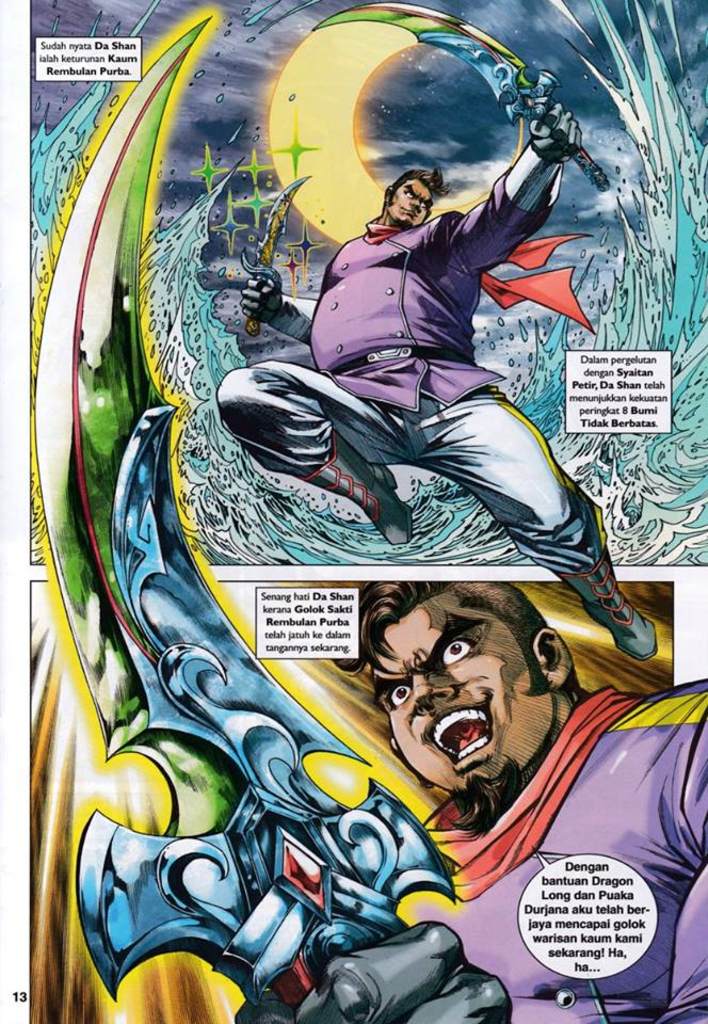 Sudah nyata Da Shan
ialah keturunan Kaum
Rembulan Purba.
Dalam pergelutan
dengan Syaitan
Petir, Da Shan telah
menunjukkan kekuatan
peringkat 8 Bumi
Tidak Berbatas.
Senang hati Da Shan
kerana Golok Sakti
Rembulan Purba
telah jatuh ke dalam
tangannya sekarang.
Dengan
bantuan Dragon
Long dan Puaka
Durjana aku telah ber-
jaya mencapai golok
warisan kaum kami
sekarang! Ha,
ha...
13